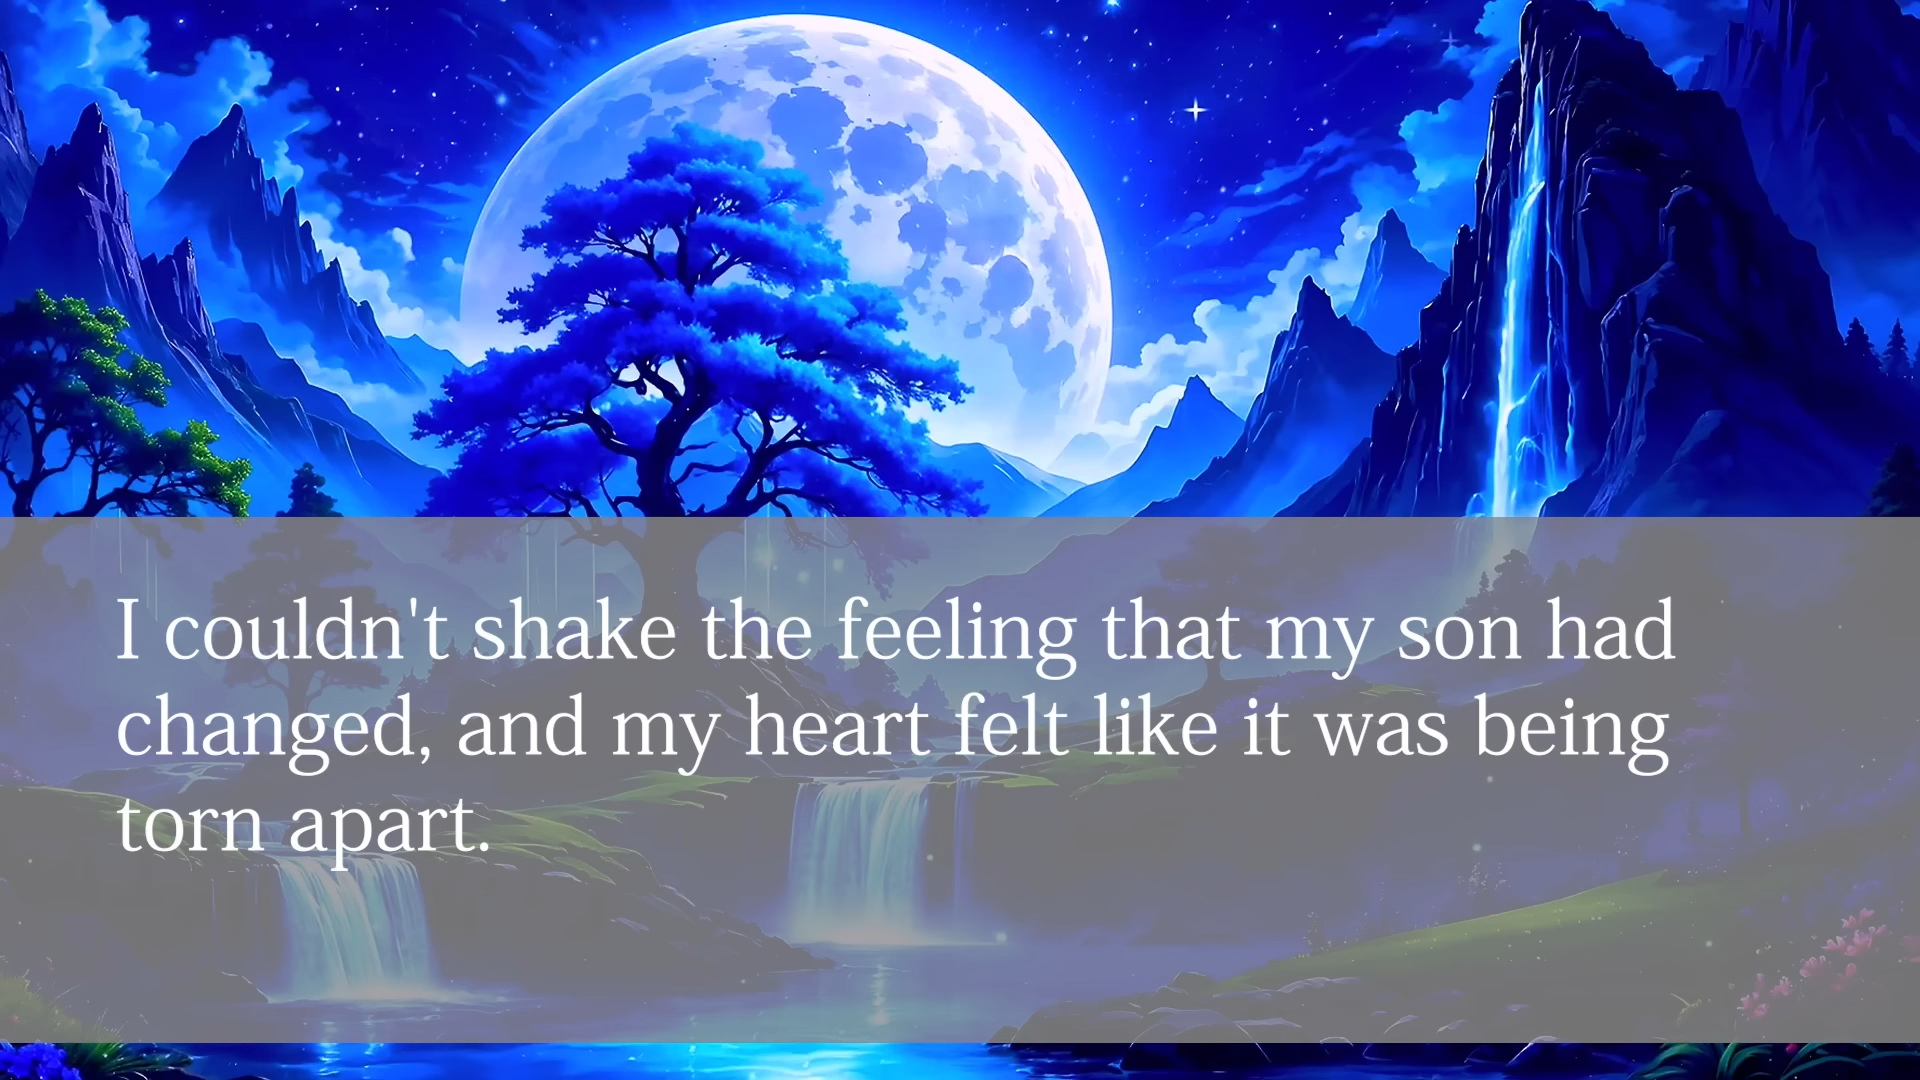 I couldn't shake the feeling that my son had
changed, and my heart felt like it was being
torn apart.